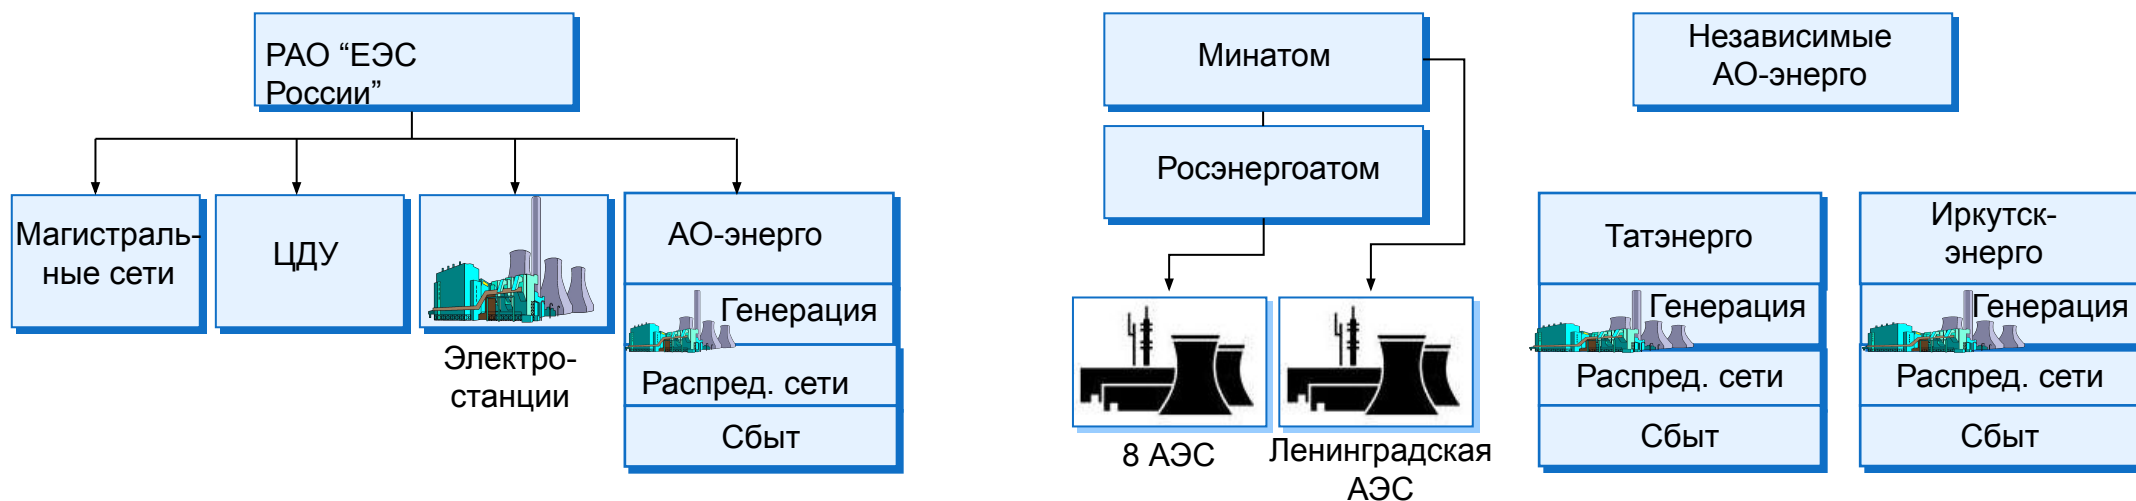 РАО “ЕЭС
России”
Магистраль-
ные сети
ЦДУ
Электро-
станции
АО-энерго
Генерация
Распред. сети
Сбыт
Минатом
Росэнергоатом
8 АЭС
Ленинградская
АЭС
Независимые
АО-энерго
Татэнерго
Генерация
Распред. сети
Сбыт
Иркутск-
энерго
Генерация
Распред. сети
Сбыт